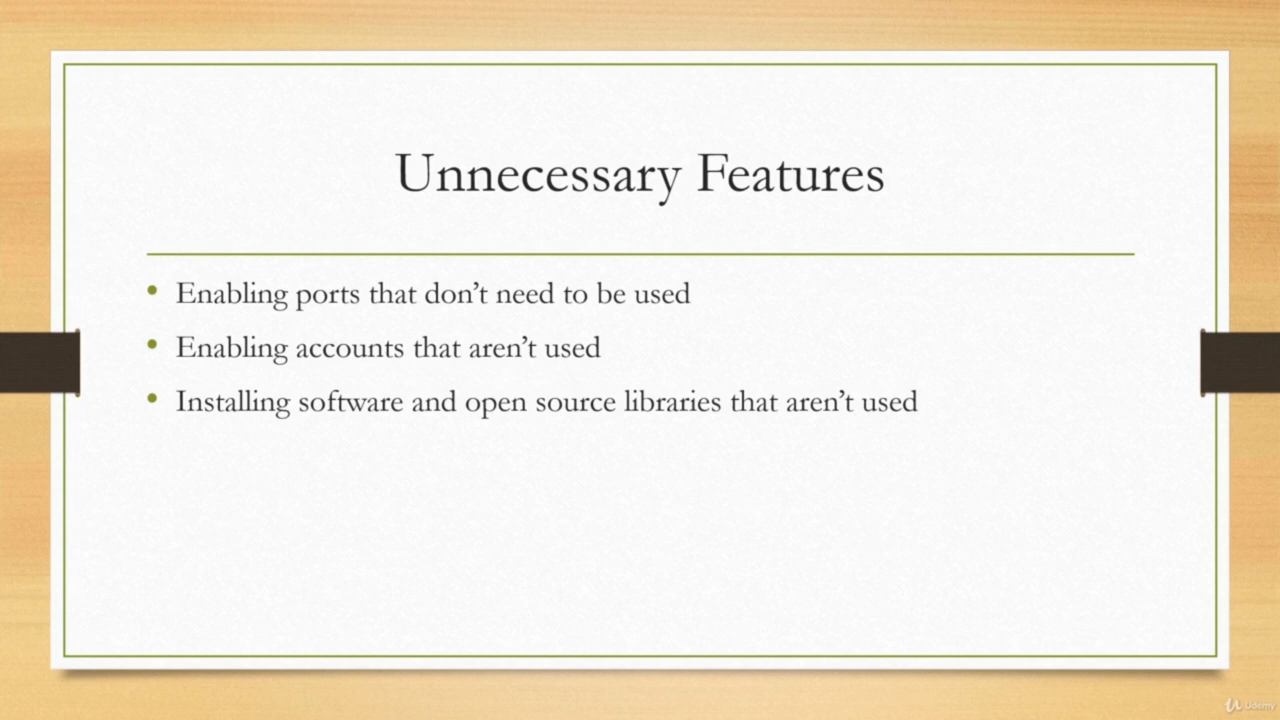 Unnecessary Features
• Enabling ports that don’t need to be used
• Enabling accounts that aren’t used
• Installing software and open source libraries that aren’t used
Udemy